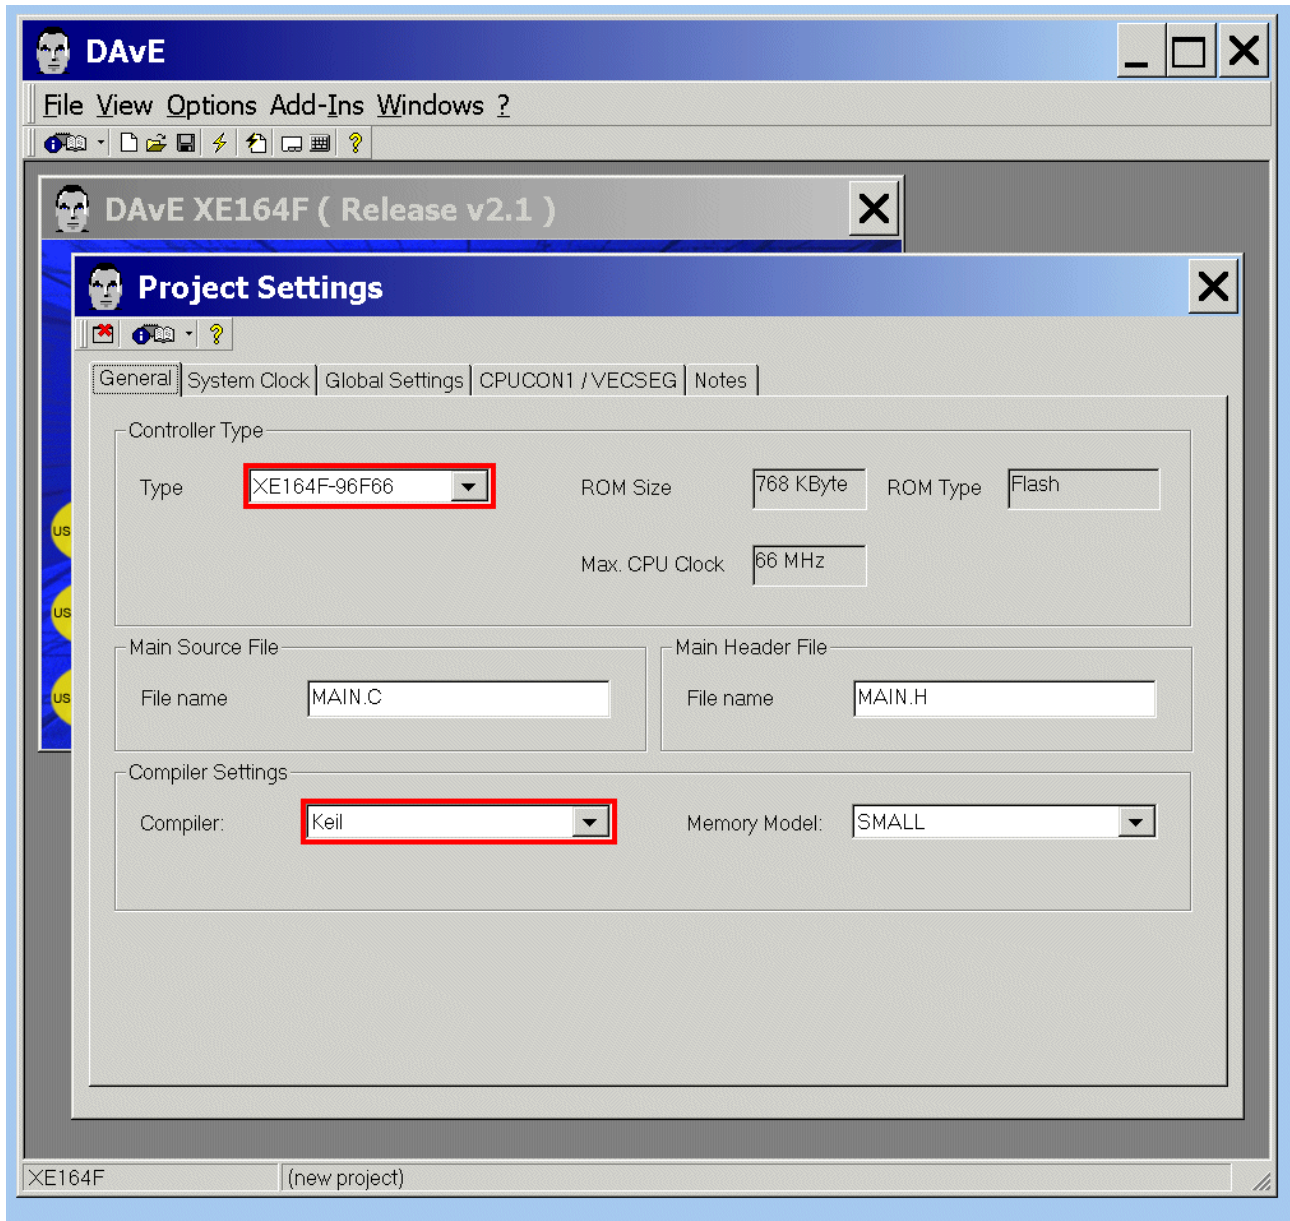 DAvE
File View Options Add-Ins Windows ?
DAvE XE164F ( Release v2.1 )
Project Settings
General System Clock Global Settings CPUCON1 / VECSEG Notes
Controller Type
Type XE164F-96F66 ROM Size 768 KByte ROM Type Flash
Max. CPU Clock 66 MHz
US
US
US
Main Source File Main Header File
File name MAIN.C File name MAIN.H
Compiler Settings
Compiler: Keil Memory Model: SMALL
XE164F (new project)